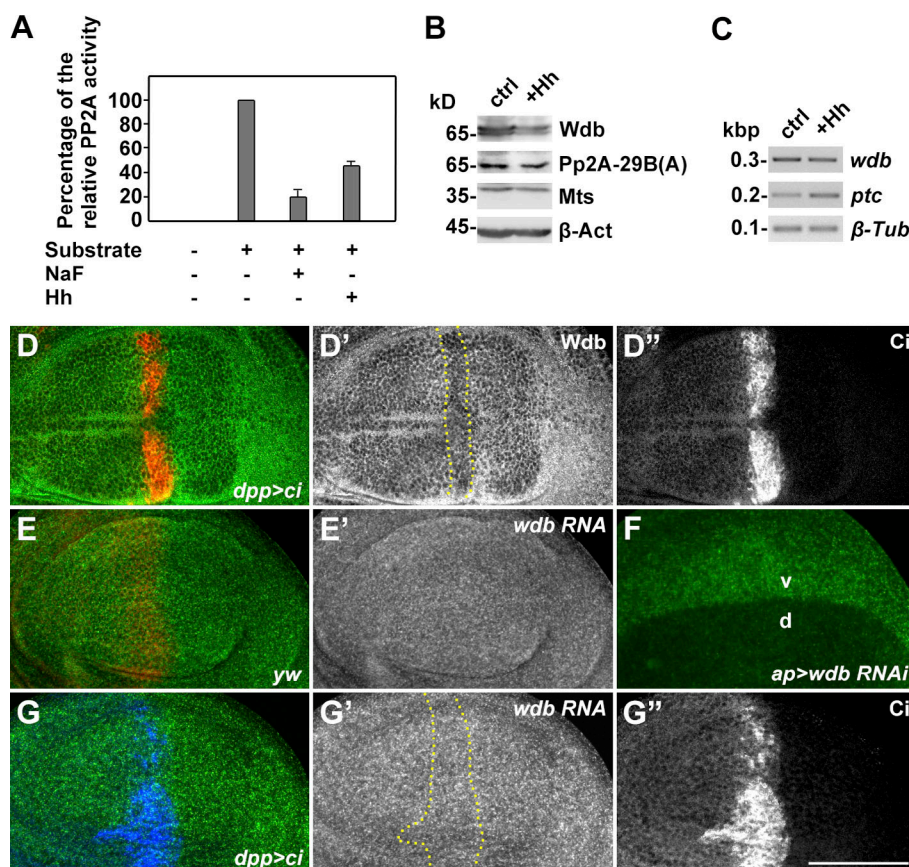 A
Percentage of the
relative PP2A activity
100
80
60
40
20
0
Substrate - + + +
NaF - - + -
Hh - - - +
B
kD ctrl +Hh
65- Wdb
65- Pp2A-29B(A)
35- Mts
45- β-Act
C
kbp ctrl +Hh
0.3- wdb
0.2- ptc
0.1- β-Tub
D dpp>ci
D' Wdb
D'' Ci
E yw
E' wdb RNA
F v
d
ap>wdb RNAi
G dpp>ci
G' wdb RNA
G'' Ci